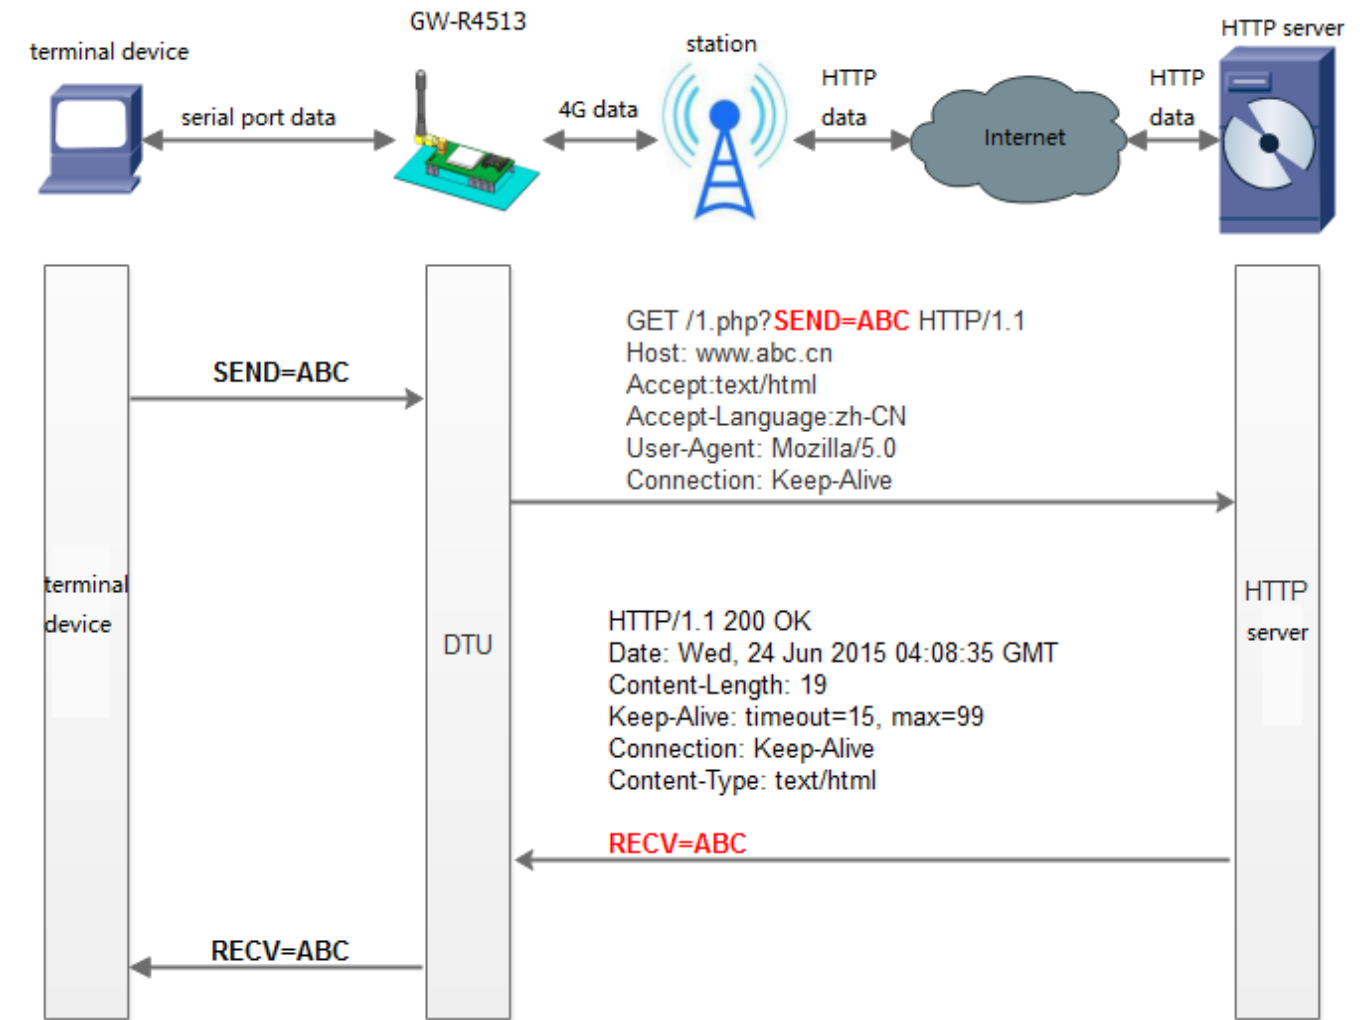 GW-R4513
terminal device
station
HTTP server
serial port data
4G data
HTTP
data
Internet
HTTP
data
GET /1.php?SEND=ABC HTTP/1.1
Host: www.abc.cn
Accept:text/html
Accept-Language:zh-CN
User-Agent: Mozilla/5.0
Connection: Keep-Alive
SEND=ABC
terminal
device
DTU
HTTP
server
HTTP/1.1 200 OK
Date: Wed, 24 Jun 2015 04:08:35 GMT
Content-Length: 19
Keep-Alive: timeout=15, max=99
Connection: Keep-Alive
Content-Type: text/html
RECV=ABC
RECV=ABC